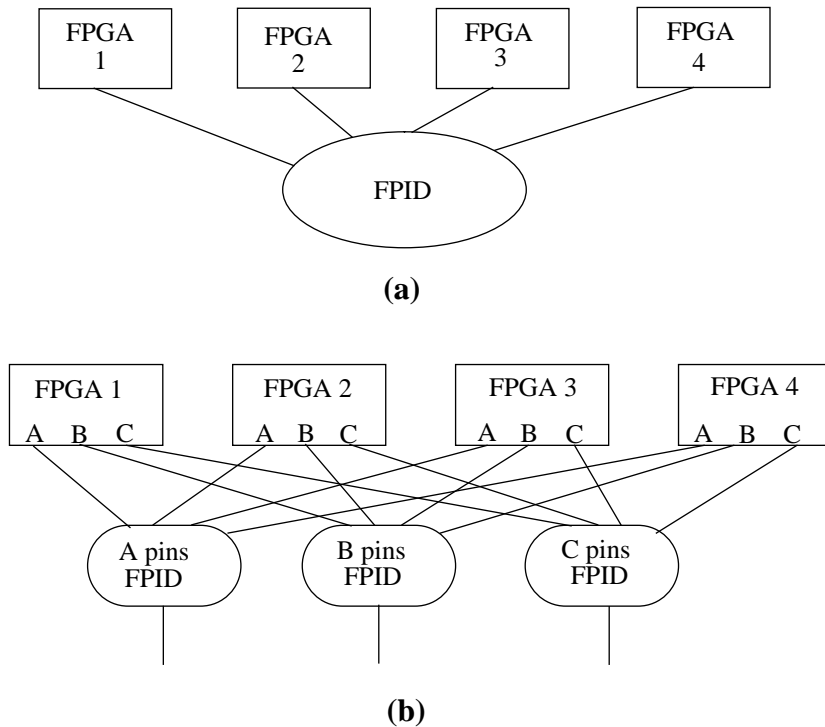 FPGA
1
FPGA
2
FPGA
3
FPGA
4
FPID
(a)
FPGA 1
A B C
FPGA 2
A B C
FPGA 3
A B C
FPGA 4
A B C
A pins
FPID
B pins
FPID
C pins
FPID
(b)